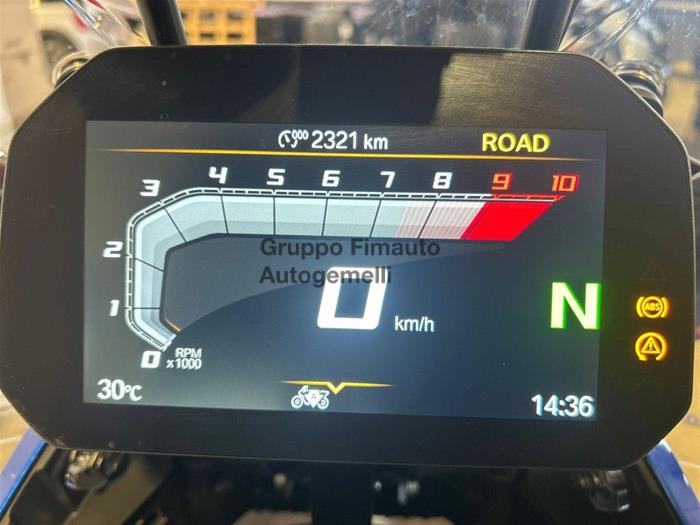 000 2321 km ROAD
3 4 5 6 7 8 9 10
2
Gruppo Fimauto
Autogemelli
1
0 km/h N
ABS
0 RPM
x1000
30°C
14:36